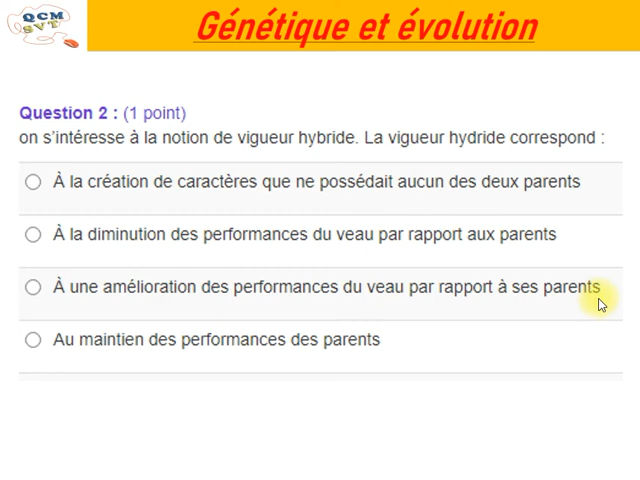 QCM
SVT
Génétique et évolution
Question 2 : (1 point)
on s'intéresse à la notion de vigueur hybride. La vigueur hydride correspond :
À la création de caractères que ne possédait aucun des deux parents
À la diminution des performances du veau par rapport aux parents
À une amélioration des performances du veau par rapport à ses parents
Au maintien des performances des parents